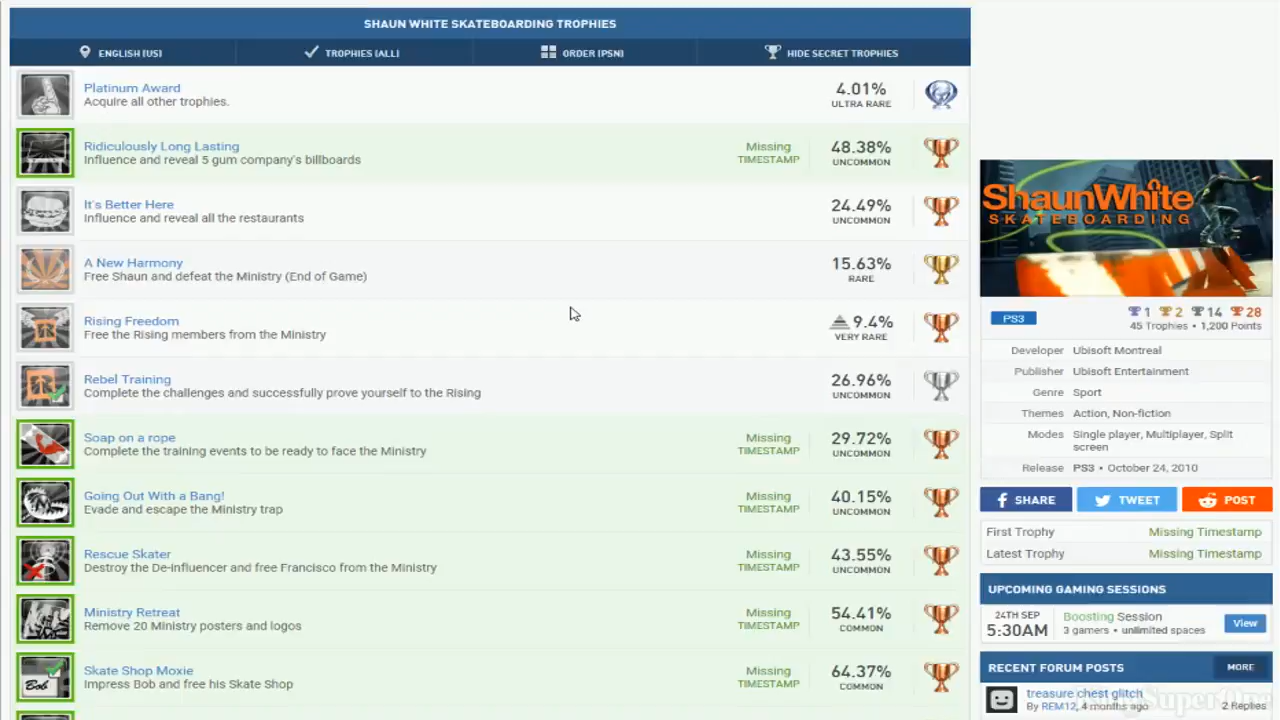 SHAUN WHITE SKATEBOARDING TROPHIES
ENGLISH (US) TROPHIES (ALL) ORDER (PSN) HIDE SECRET TROPHIES
Platinum Award
Acquire all other trophies.
4.01%
ULTRA RARE
Ridiculously Long Lasting
Influence and reveal 5 gum company's billboards
Missing
TIMESTAMP
48.38%
UNCOMMON
It's Better Here
Influence and reveal all the restaurants
24.49%
UNCOMMON
A New Harmony
Free Shaun and defeat the Ministry (End of Game)
15.63%
RARE
Rising Freedom
Free the Rising members from the Ministry
9.4%
VERY RARE
Rebel Training
Complete the challenges and successfully prove yourself to the Rising
26.96%
UNCOMMON
Soap on a rope
Complete the training events to be ready to face the Ministry
Missing
TIMESTAMP
29.72%
UNCOMMON
Going Out With a Bang!
Evade and escape the Ministry trap
Missing
TIMESTAMP
40.15%
UNCOMMON
Rescue Skater
Destroy the De-influencer and free Francisco from the Ministry
Missing
TIMESTAMP
43.55%
UNCOMMON
Ministry Retreat
Remove 20 Ministry posters and logos
Missing
TIMESTAMP
54.41%
COMMON
Bob
Skate Shop Moxie
Impress Bob and free his Skate Shop
Missing
TIMESTAMP
64.37%
COMMON
ShaunWhite
SKATEBOARDING
PS3
1 2 14 28
45 Trophies • 1,200 Points
Developer Ubisoft Montreal
Publisher Ubisoft Entertainment
Genre Sport
Themes Action, Non-fiction
Modes Single player, Multiplayer, Split
screen
Release PS3 • October 24, 2010
SHARE TWEET POST
First Trophy Missing Timestamp
Latest Trophy Missing Timestamp
UPCOMING GAMING SESSIONS
24TH SEP
5:30AM
Boosting Session
3 gamers • unlimited spaces
View
RECENT FORUM POSTS MORE
treasure chest glitch
By REM12, 4 months ago 2 Replies